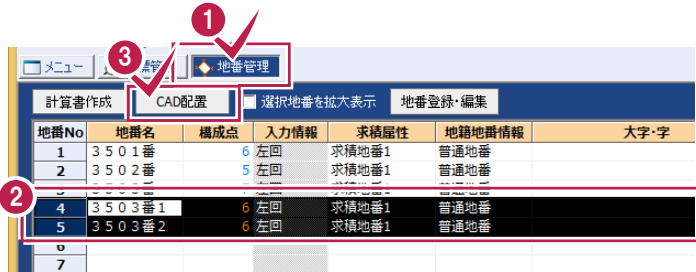 1
メニュー 地番管理
3
計算書作成 CAD配置 選択地番を拡大表示 地番登録・編集
地番No 地番名 構成点 入力情報 求積属性 地籍地番情報 大字・字
1 3501番 6 左回 求積地番1 普通地番
2 3502番 5 左回 求積地番1 普通地番
2
4 3503番1 6 左回 求積地番1 普通地番
5 3503番2 6 左回 求積地番1 普通地番
6
7